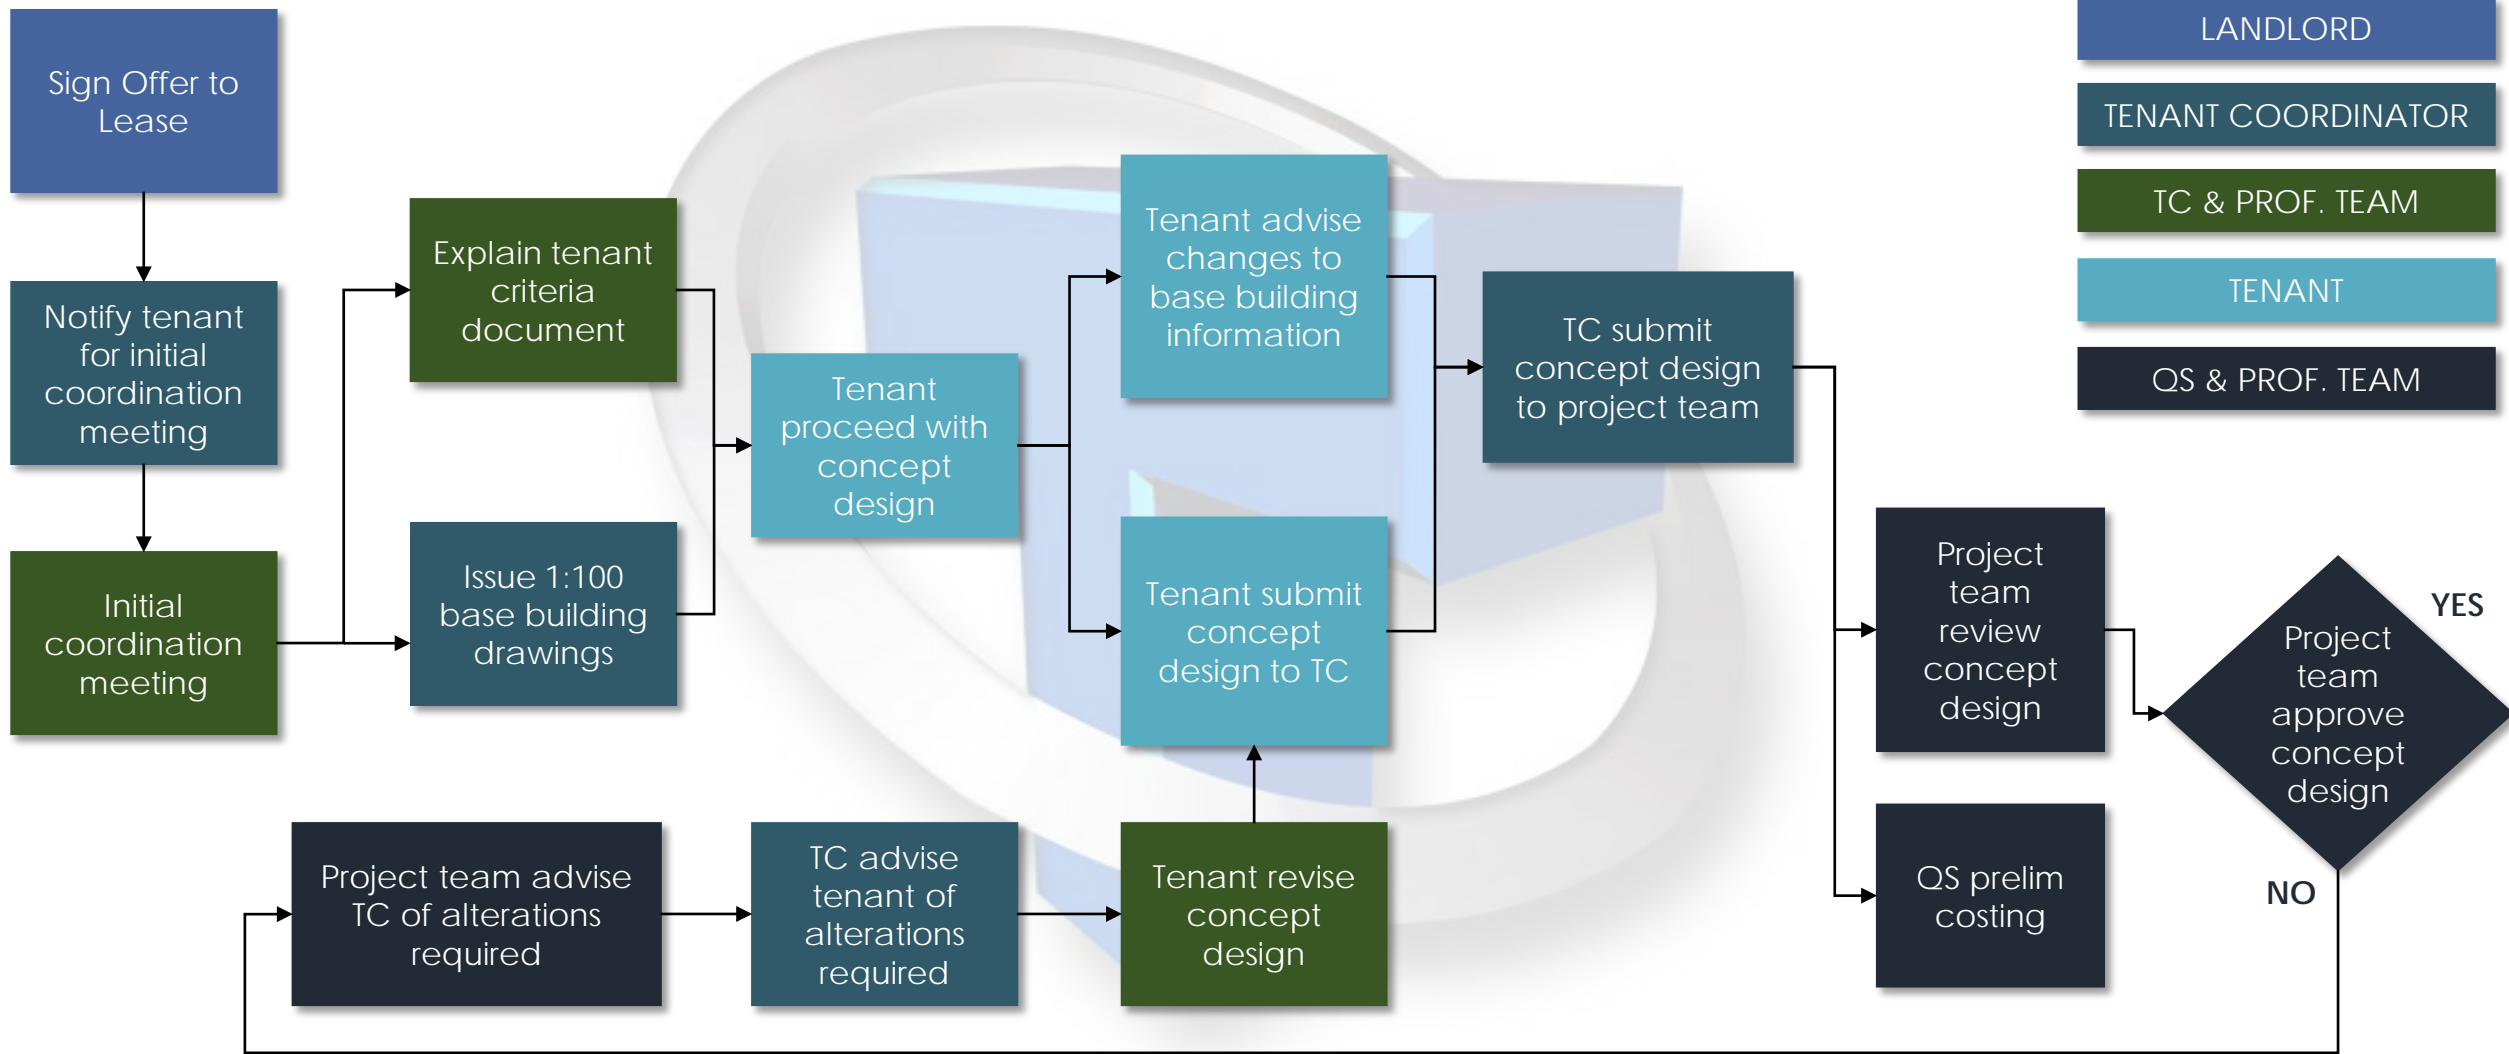 Sign Offer to
Lease
Notify tenant
for initial
coordination
meeting
Initial
coordination
meeting
Explain tenant
criteria
document
Issue 1:100
base building
drawings
Tenant
proceed with
concept
design
Tenant advise
changes to
base building
information
Tenant submit
concept
design to TC
TC submit
concept design
to project team
Project
team
review
concept
design
QS prelim
costing
Project
team
approve
concept
design
YES
NO
Project team advise
TC of alterations
required
TC advise
tenant of
alterations
required
Tenant revise
concept
design
LANDLORD
TENANT COORDINATOR
TC & PROF. TEAM
TENANT
QS & PROF. TEAM